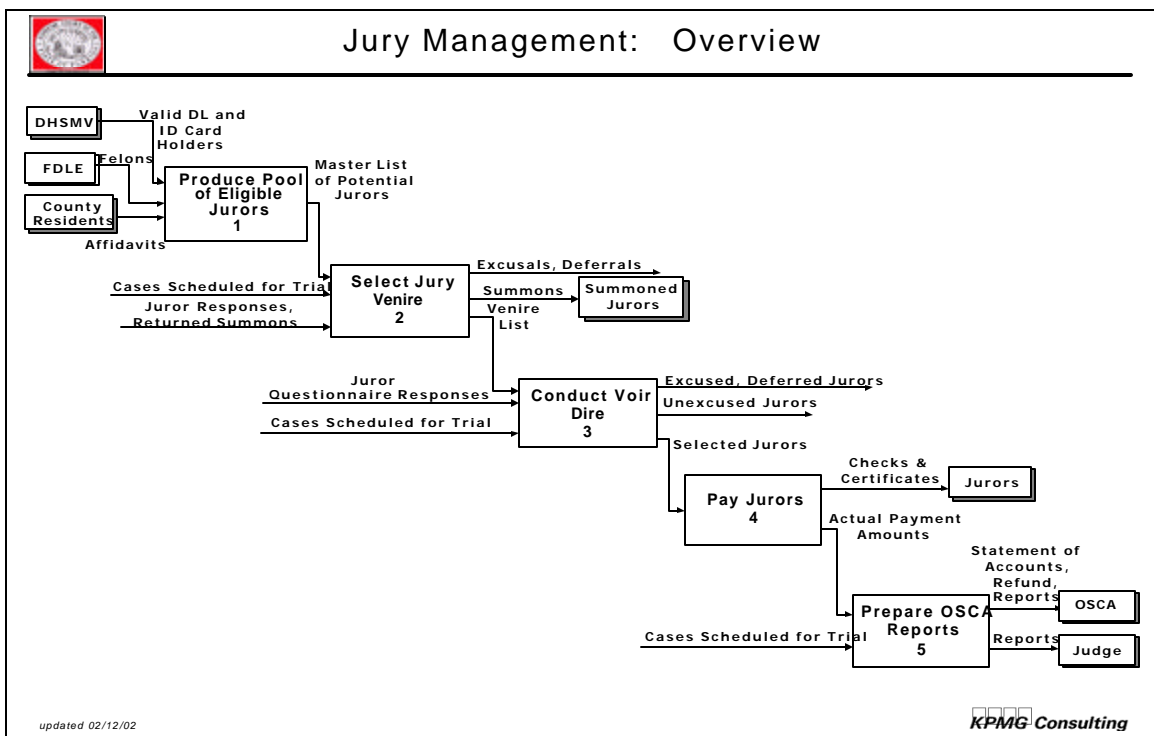 Jury Management: Overview
DHSMV
Valid DL and
ID Card
Holders
FDLE
Felons
County
Residents
Affidavits
Produce Pool
of Eligible
Jurors
1
Master List
of Potential
Jurors
Cases Scheduled for Trial
Juror Responses,
Returned Summons
Select Jury
Venire
2
Excusals, Deferrals
Summons
Summoned
Jurors
Venire
List
Juror
Questionnaire Responses
Cases Scheduled for Trial
Conduct Voir
Dire
3
Excused, Deferred Jurors
Unexcused Jurors
Selected Jurors
Pay Jurors
4
Checks &
Certificates
Jurors
Actual Payment
Amounts
Cases Scheduled for Trial
Prepare OSCA
Reports
5
Statement of
Accounts,
Refund,
Reports
OSCA
Reports
Judge
updated 02/12/02
KPMG Consulting